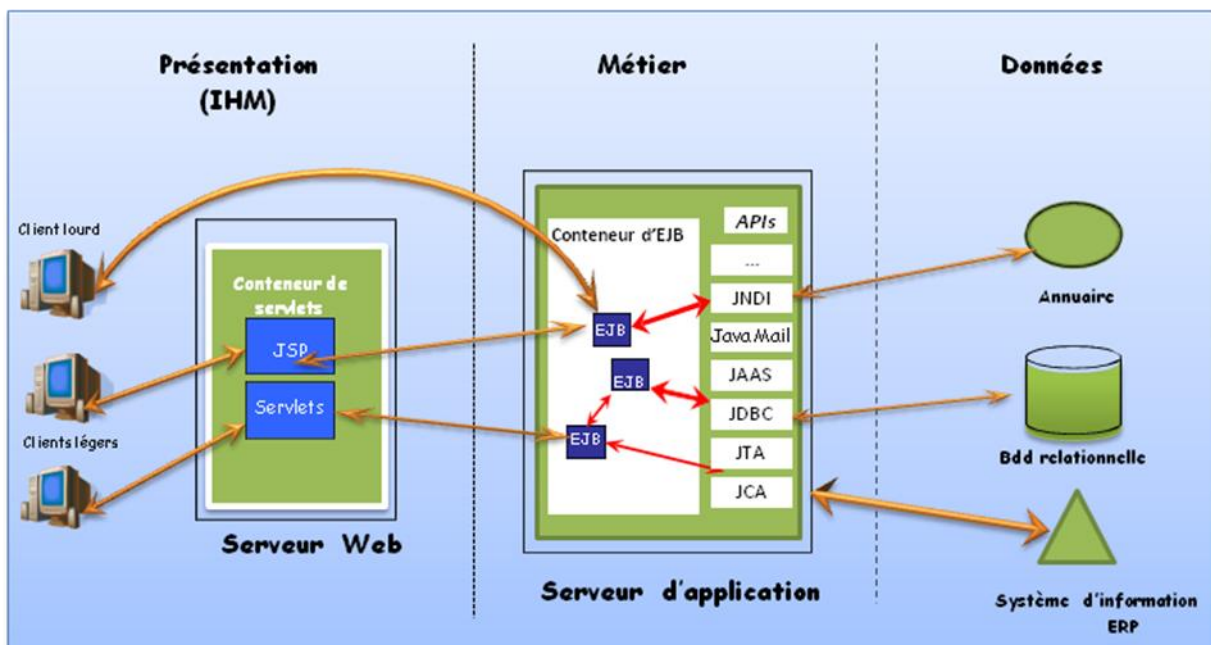 Présentation
(IHM)
Métier
Données
Client lourd
Clients légers
Conteneur de
servlets
JSP
Servlets
Serveur Web
Conteneur d'EJB
EJB
EJB
EJB
APIs
...
JNDI
JavaMail
JAAS
JDBC
JTA
JCA
Serveur d'application
Annuaire
Bdd relationnelle
Système d'information
ERP